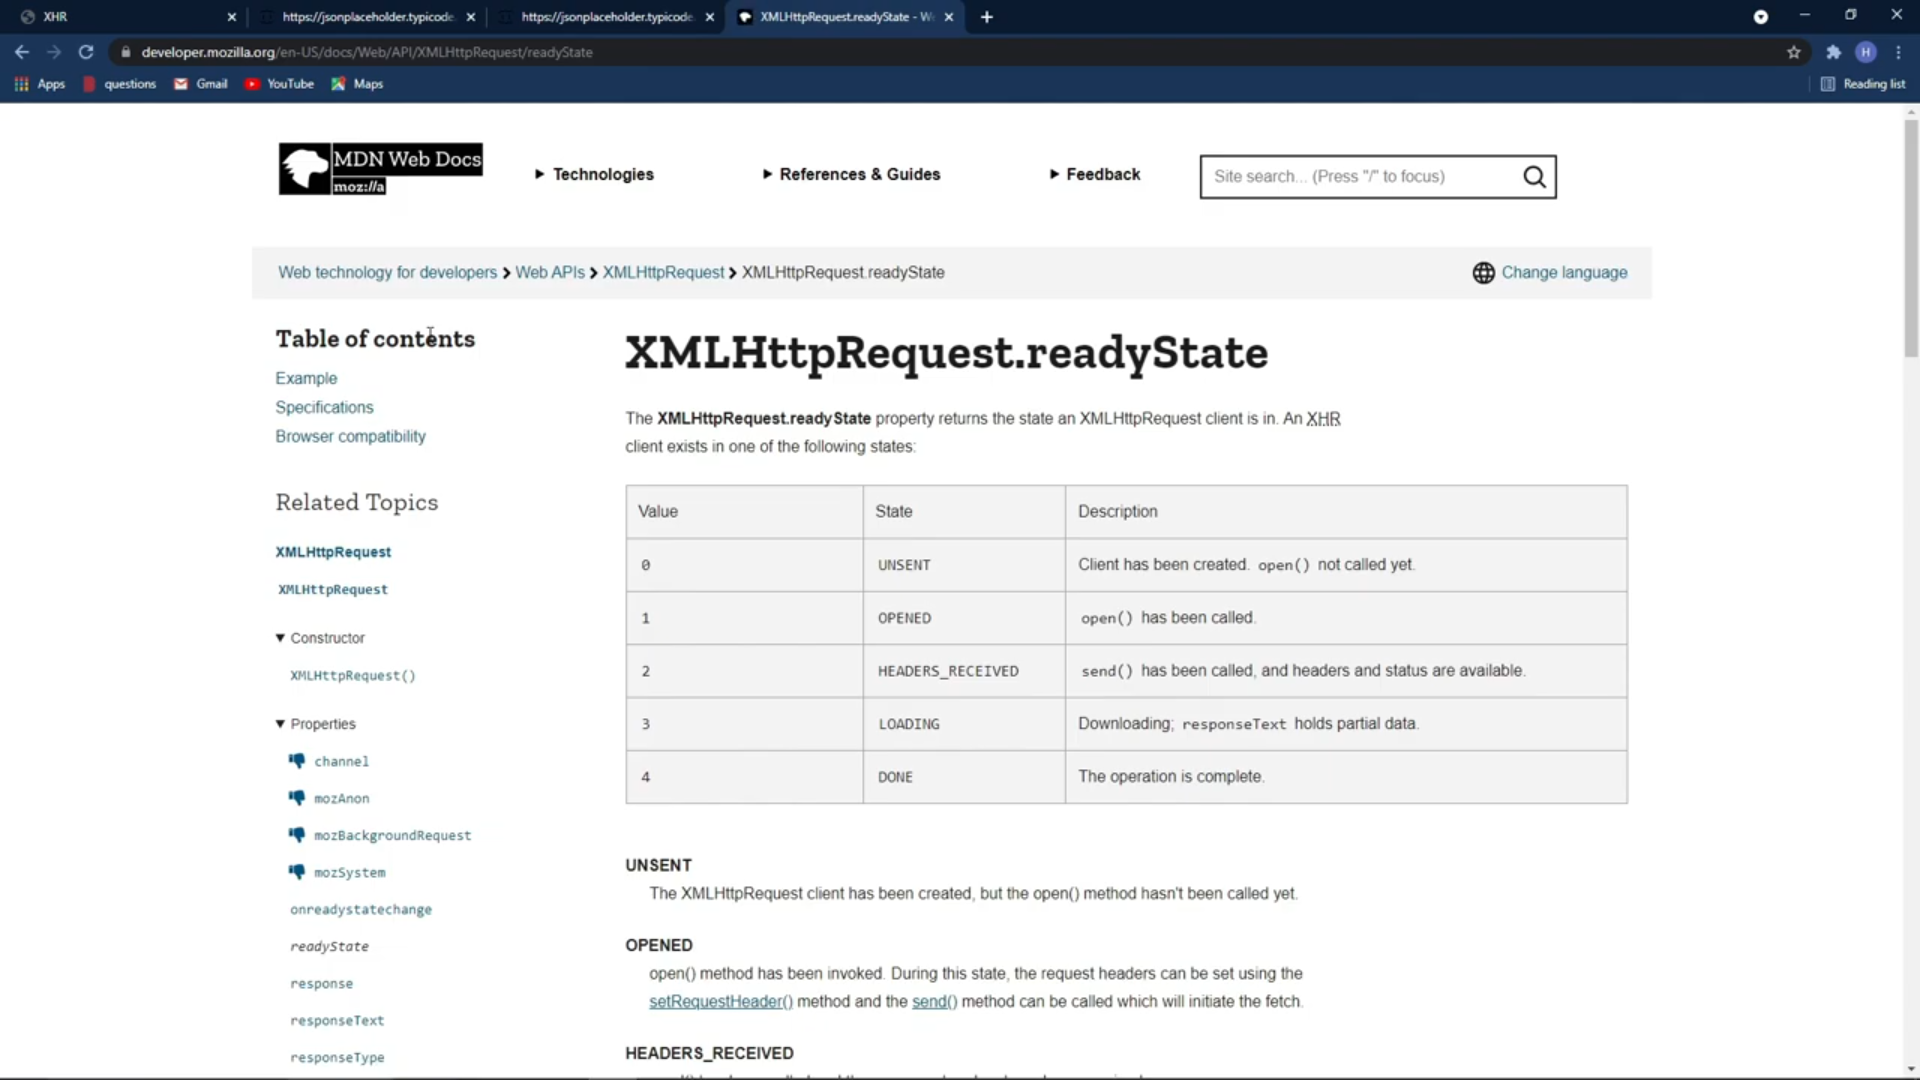 XHR
https://jsonplaceholder.typicode.
https://jsonplaceholder.typicode.
XMLHttpRequest.readyState - W
developer.mozilla.org/en-US/docs/Web/API/XMLHttpRequest/readyState
H
Apps
questions
Gmail
YouTube
Maps
Reading list
MDN Web Docs
moz://a
Technologies
References & Guides
Feedback
Site search... (Press "/" to focus)
Web technology for developers > Web APIs > XMLHttpRequest > XMLHttpRequest.readyState
Change language
Table of contents
Example
Specifications
Browser compatibility
Related Topics
XMLHttpRequest
XMLHttpRequest
Constructor
XMLHttpRequest()
Properties
channel
mozAnon
mozBackgroundRequest
mozSystem
onreadystatechange
readyState
response
responseText
responseType
XMLHttpRequest.readyState
The XMLHttpRequest.readyState property returns the state an XMLHttpRequest client is in. An XHR
client exists in one of the following states:
Value State Description
0 UNSENT Client has been created. open() not called yet.
1 OPENED open() has been called.
2 HEADERS_RECEIVED send() has been called, and headers and status are available.
3 LOADING Downloading; responseText holds partial data.
4 DONE The operation is complete.
UNSENT
The XMLHttpRequest client has been created, but the open() method hasn't been called yet.
OPENED
open() method has been invoked. During this state, the request headers can be set using the
setRequestHeader() method and the send() method can be called which will initiate the fetch.
HEADERS_RECEIVED